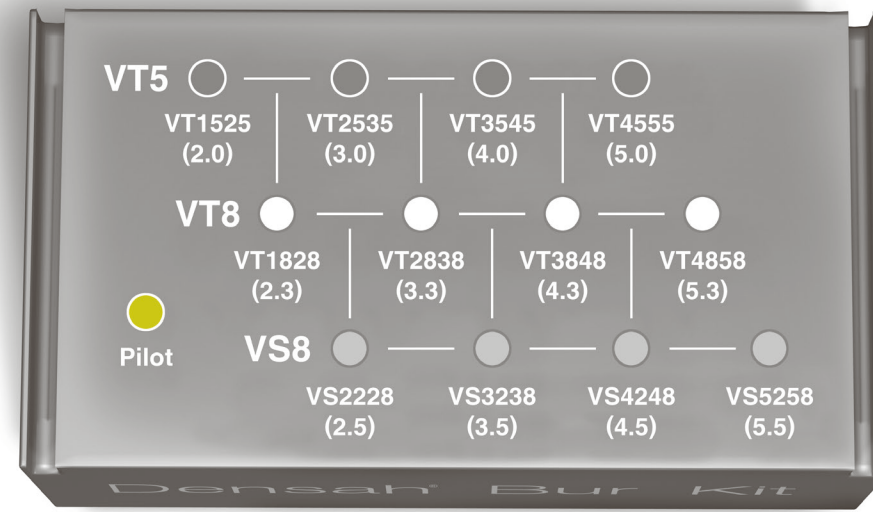 VT5
VT1525 VT2535 VT3545 VT4555
(2.0) (3.0) (4.0) (5.0)
VT8
VT1828 VT2838 VT3848 VT4858
(2.3) (3.3) (4.3) (5.3)
Pilot
VS8
VS2228 VS3238 VS4248 VS5258
(2.5) (3.5) (4.5) (5.5)
Densah® Bur Kit